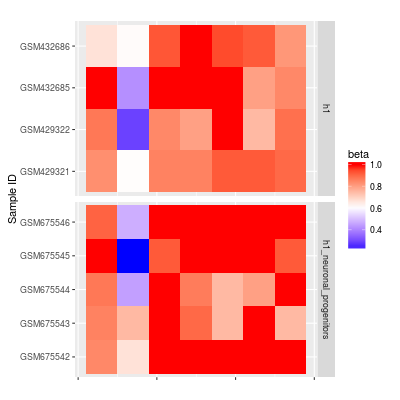 GSM432686
GSM432685
GSM429322
GSM429321
h1
GSM675546
GSM675545
GSM675544
GSM675543
GSM675542
h1_neuronal_progenitors
Sample ID
beta
1.0
0.8
0.6
0.4